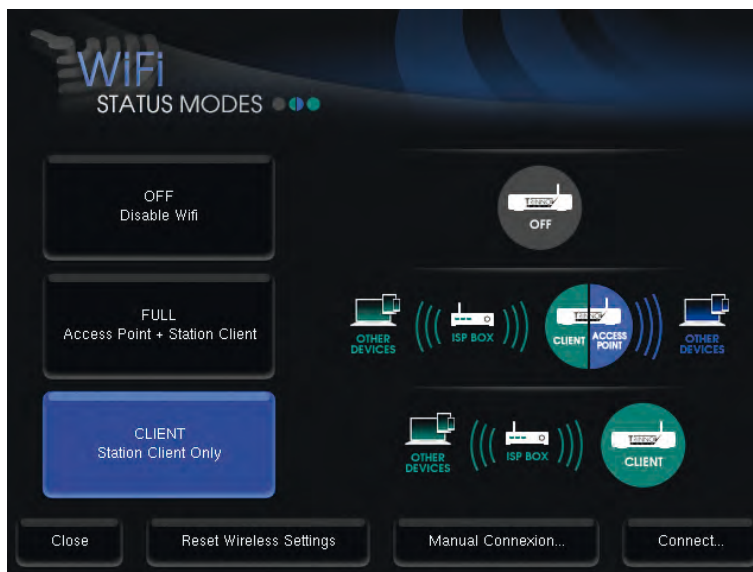 WiFi
STATUS MODES
OFF
Disable Wifi
OFF
FULL
Access Point + Station Client
OTHER
DEVICES
ISP BOX
CLIENT
ACCESS
POINT
OTHER
DEVICES
CLIENT
Station Client Only
OTHER
DEVICES
ISP BOX
CLIENT
Close
Reset Wireless Settings
Manual Connexion...
Connect...